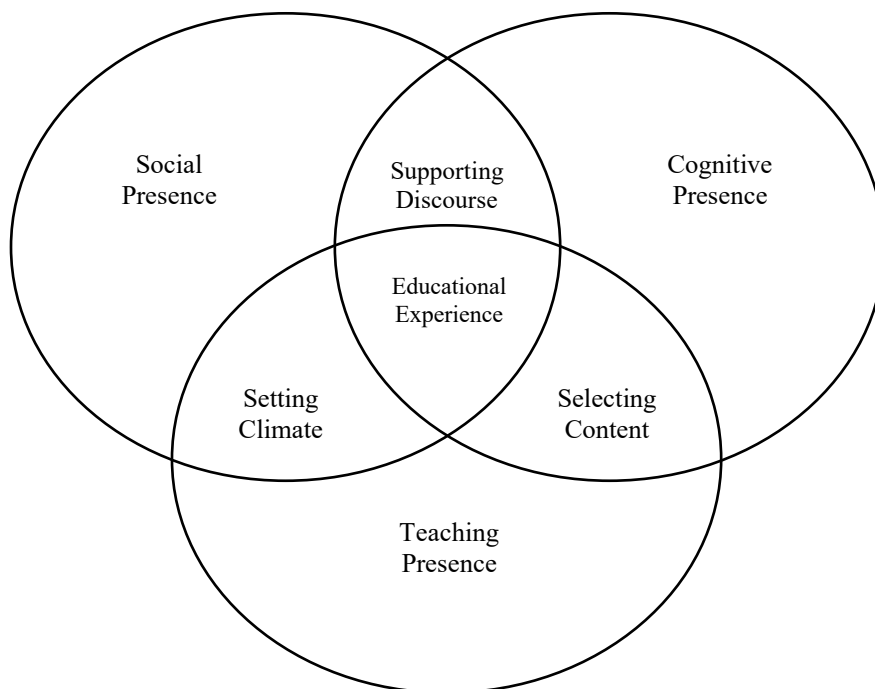 Social
Presence
Supporting
Discourse
Cognitive
Presence
Educational
Experience
Setting
Climate
Selecting
Content
Teaching
Presence